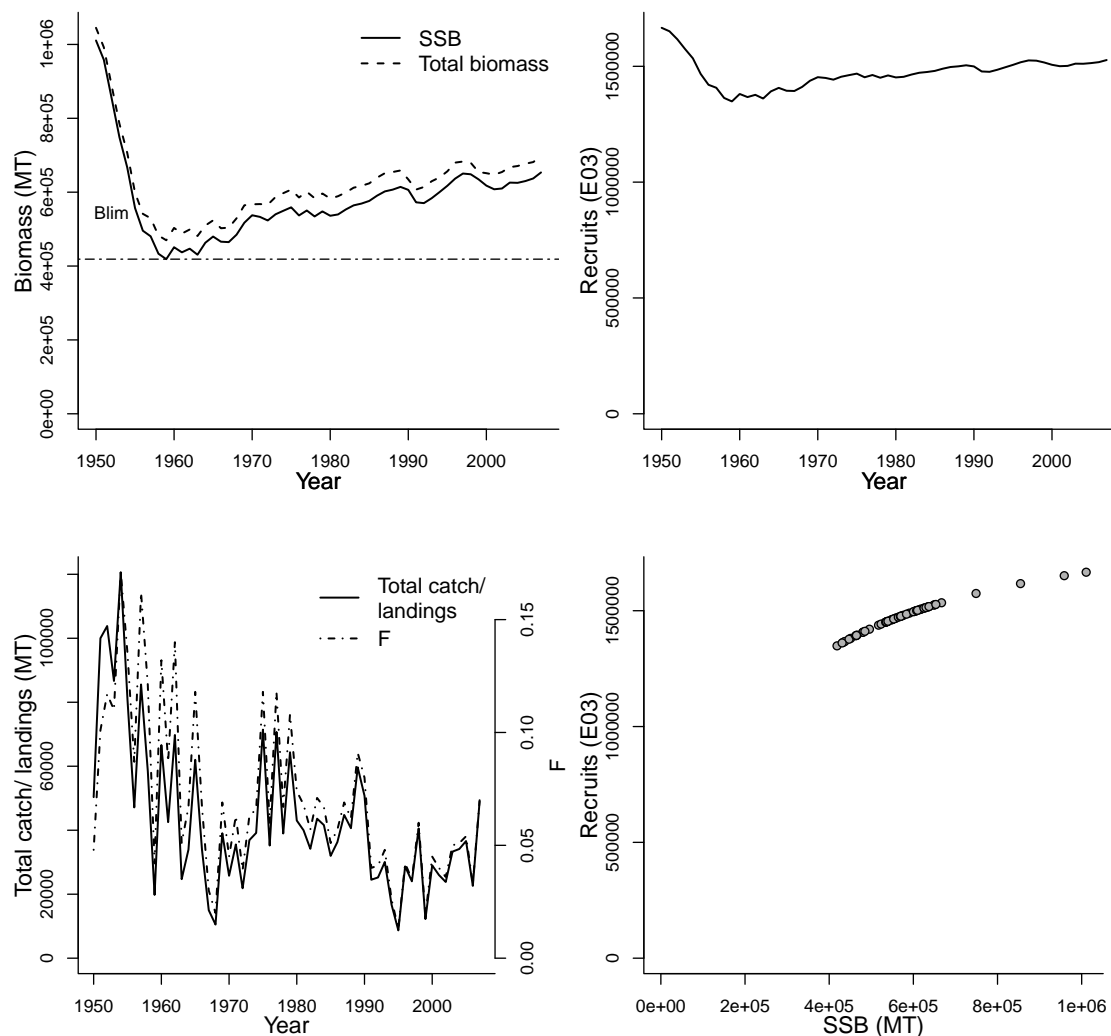 1e+06
8e+05
6e+05
4e+05
2e+05
0e+00
Biomass (MT)
SSB
Total biomass
Blim
1950 1960 1970 1980 1990 2000
Year
1500000
1000000
500000
0
Recruits (E03)
1950 1960 1970 1980 1990 2000
Year
100000
60000
20000
0
Total catch/ landings (MT)
Total catch/
landings
F
0.15
0.10
0.05
0.00
F
1950 1960 1970 1980 1990 2000
Year
1500000
1000000
500000
0
Recruits (E03)
0e+00 2e+05 4e+05 6e+05 8e+05 1e+06
SSB (MT)